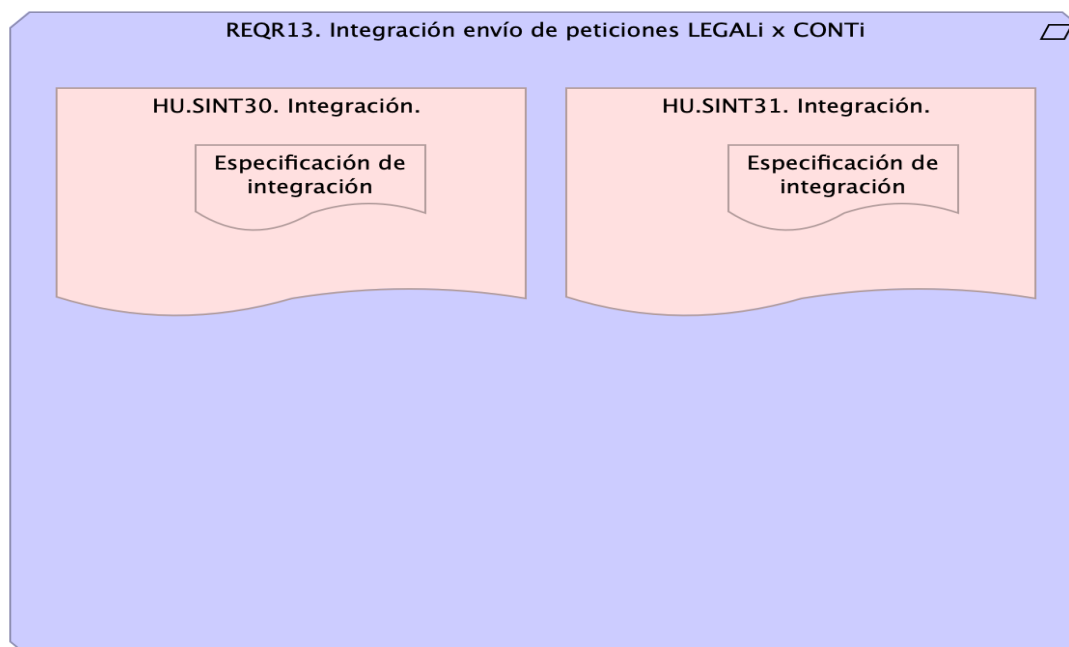 REQR13. Integración envío de peticiones LEGALi x CONTi
HU.SINT30. Integración.
Especificación de
integración
HU.SINT31. Integración.
Especificación de
integración